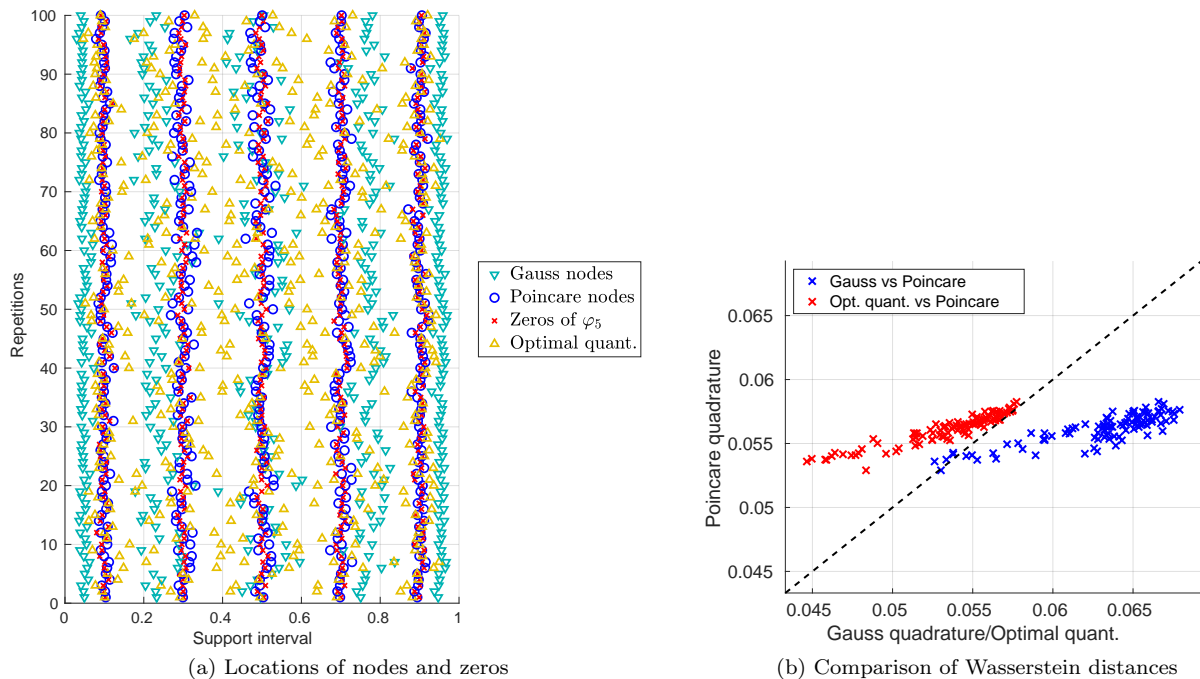 100
90
80
70
60
50
40
30
20
10
0
Repetitions
0 0.2 0.4 0.6 0.8 1
Support interval
Gauss nodes
Poincare nodes
Zeros of φ5
Optimal quant.
(a) Locations of nodes and zeros
Gauss vs Poincare
Opt. quant. vs Poincare
0.065
0.06
0.055
0.05
0.045
Poincare quadrature
0.045 0.05 0.055 0.06 0.065
Gauss quadrature/Optimal quant.
(b) Comparison of Wasserstein distances